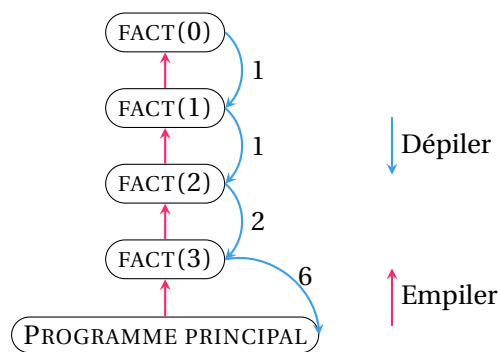 FACT(0)
1
FACT(1)
1
Dépiler
FACT(2)
2
FACT(3)
6
Empiler
PROGRAMME PRINCIPAL